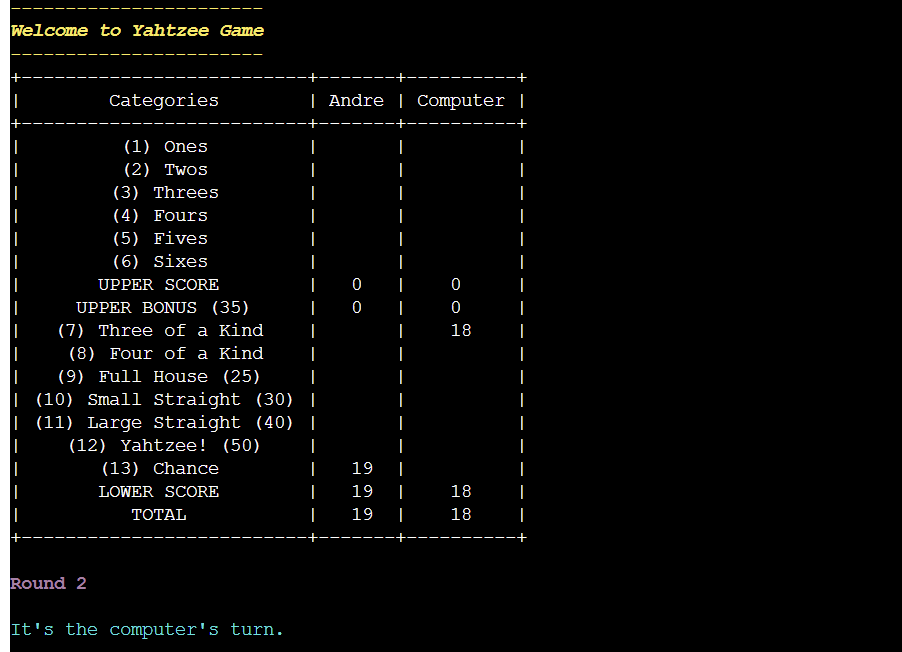 -----------------------
Welcome to Yahtzee Game
-----------------------
+--------------------------+-------+----------+
|        Categories        | Andre | Computer |
+--------------------------+-------+----------+
|         (1) Ones         |       |          |
|         (2) Twos         |       |          |
|        (3) Threes        |       |          |
|        (4) Fours         |       |          |
|        (5) Fives         |       |          |
|        (6) Sixes         |       |          |
|       UPPER SCORE        |   0   |    0     |
|     UPPER BONUS (35)     |   0   |    0     |
|   (7) Three of a Kind    |       |    18    |
|    (8) Four of a Kind    |       |          |
|   (9) Full House (25)    |       |          |
| (10) Small Straight (30) |       |          |
| (11) Large Straight (40) |       |          |
|    (12) Yahtzee! (50)    |       |          |
|       (13) Chance        |   19  |          |
|       LOWER SCORE        |   19  |    18    |
|          TOTAL           |   19  |    18    |
+--------------------------+-------+----------+
Round 2
It's the computer's turn.